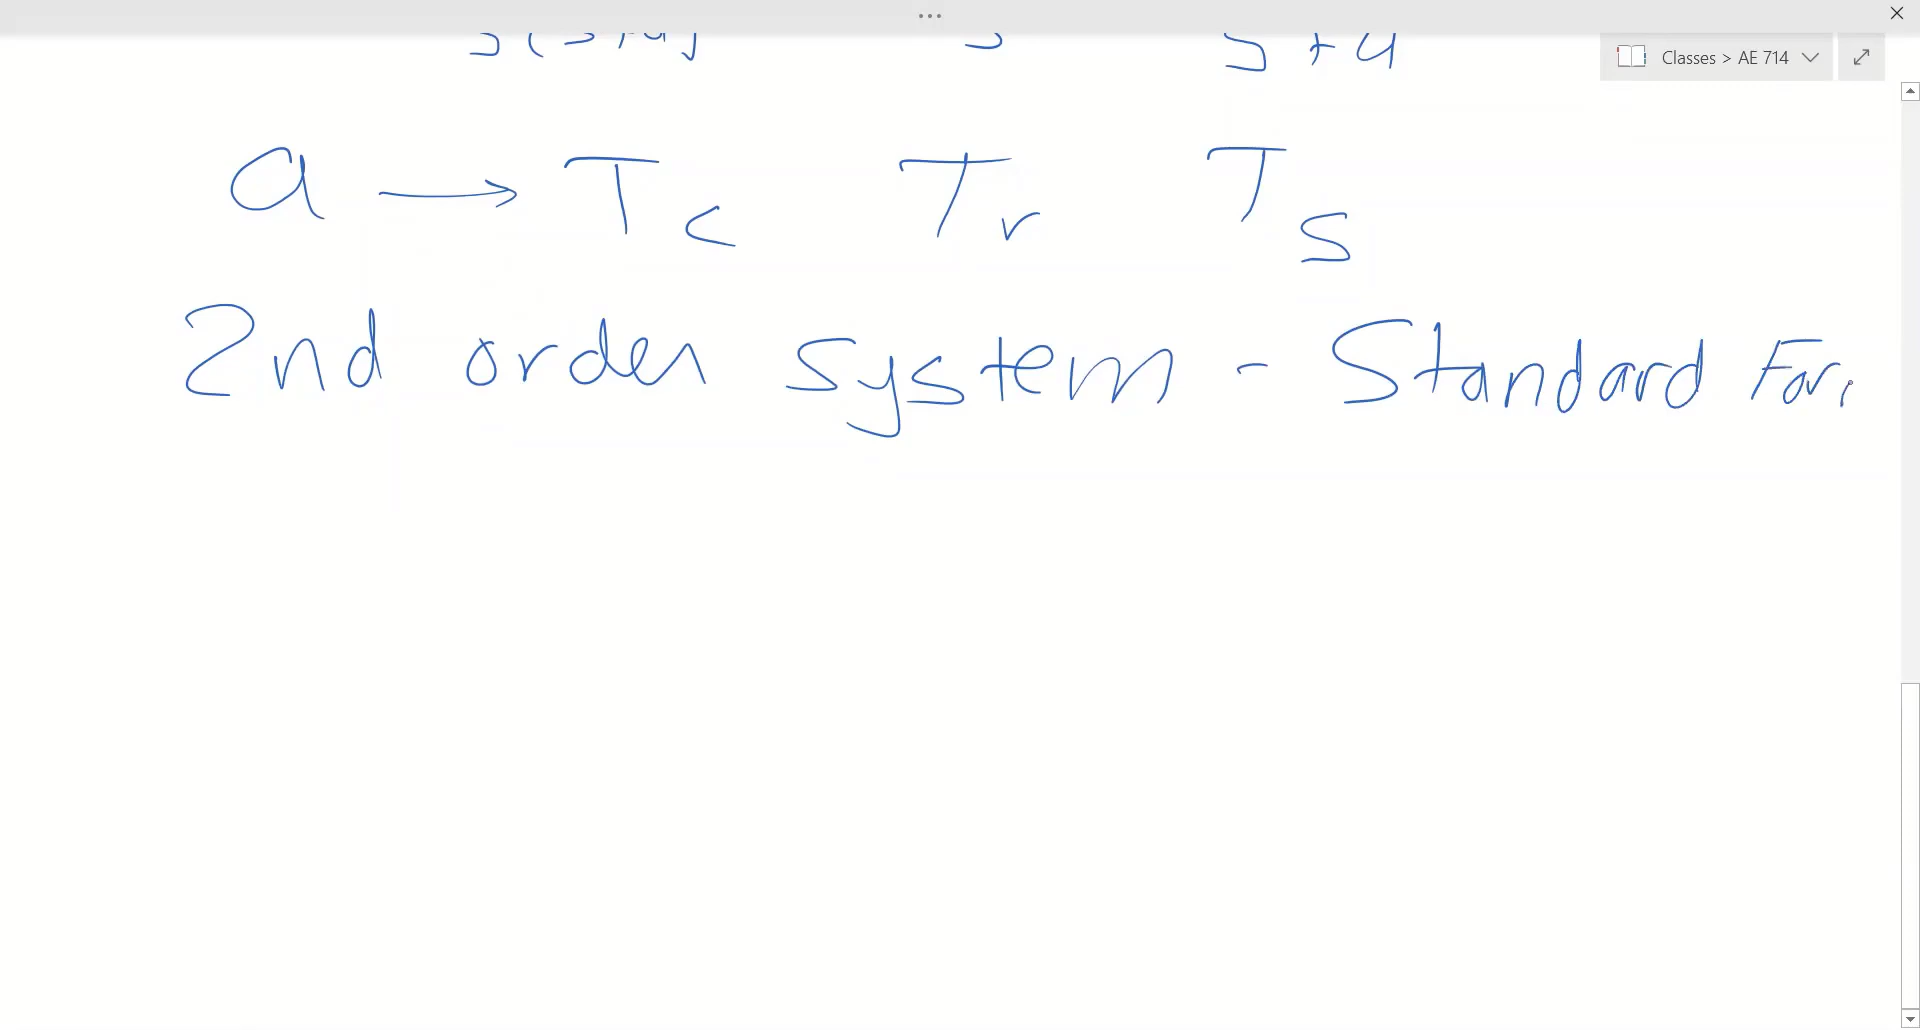 Classes > AE 714
a → Tc Tr Ts
2nd order system - Standard For